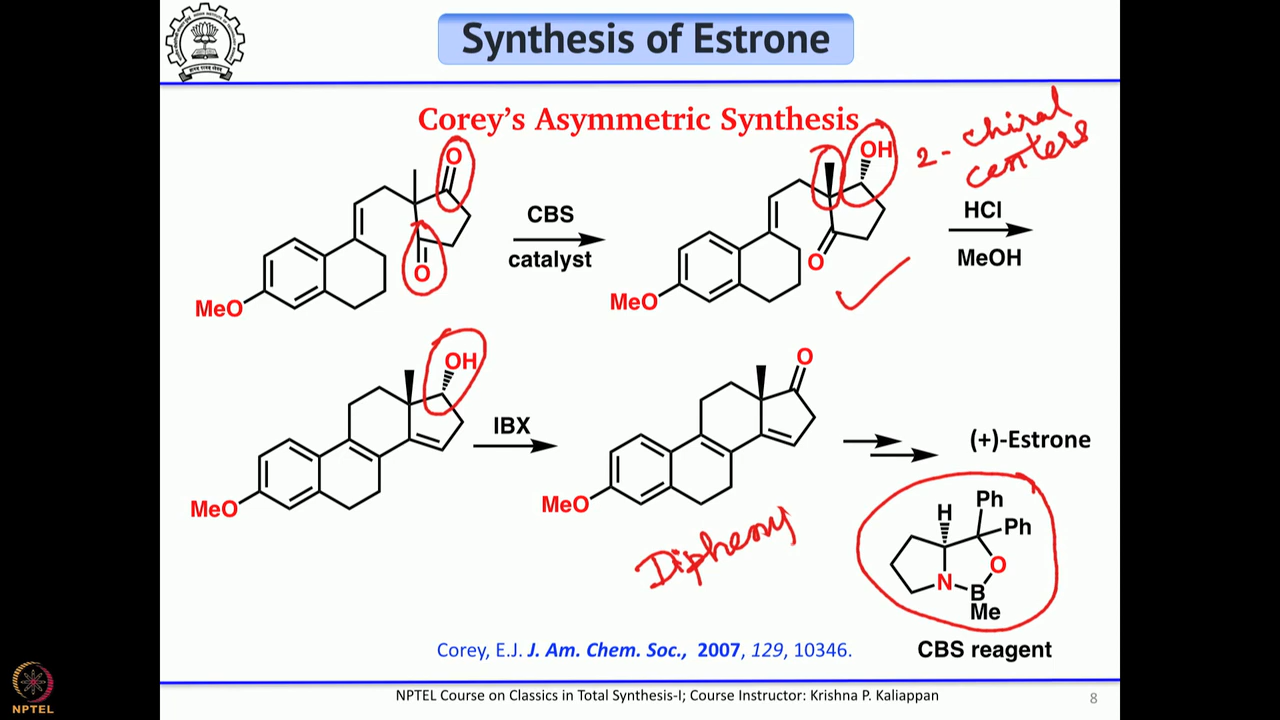 Synthesis of Estrone
Corey's Asymmetric Synthesis
2- chiral
centers
O
O
MeO
CBS
catalyst
OH
O
MeO
HCl
MeOH
OH
MeO
IBX
O
MeO
(+)-Estrone
Dipheny
H
Ph
Ph
O
N
B
Me
CBS reagent
Corey, E.J. J. Am. Chem. Soc., 2007, 129, 10346.
NPTEL Course on Classics in Total Synthesis-I; Course Instructor: Krishna P. Kaliappan
8
NPTEL